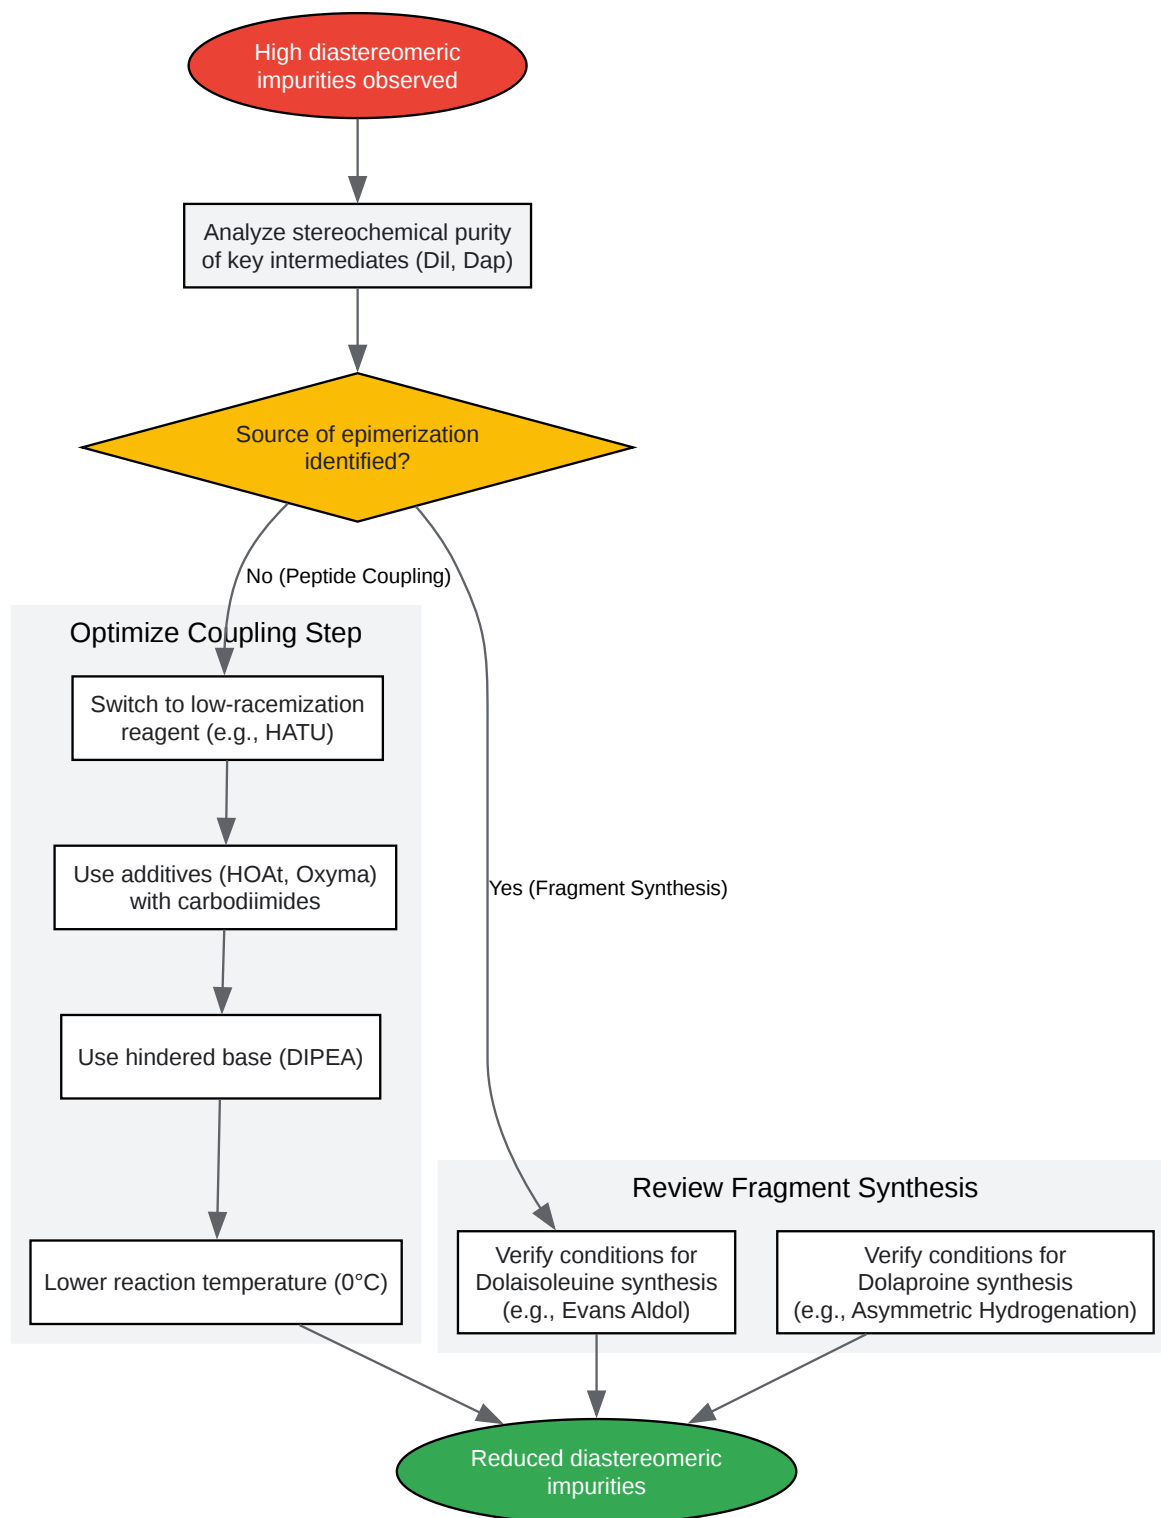 High diastereomeric
impurities observed
Analyze stereochemical purity
of key intermediates (Dil, Dap)
Source of epimerization
identified?
No (Peptide Coupling)
Optimize Coupling Step
Switch to low-racemization
reagent (e.g., HATU)
Use additives (HOAt, Oxyma)
with carbodiimides
Yes (Fragment Synthesis)
Use hindered base (DIPEA)
Lower reaction temperature (0°C)
Review Fragment Synthesis
Verify conditions for
Dolaisoleuine synthesis
(e.g., Evans Aldol)
Verify conditions for
Dolaproine synthesis
(e.g., Asymmetric Hydrogenation)
Reduced diastereomeric
impurities